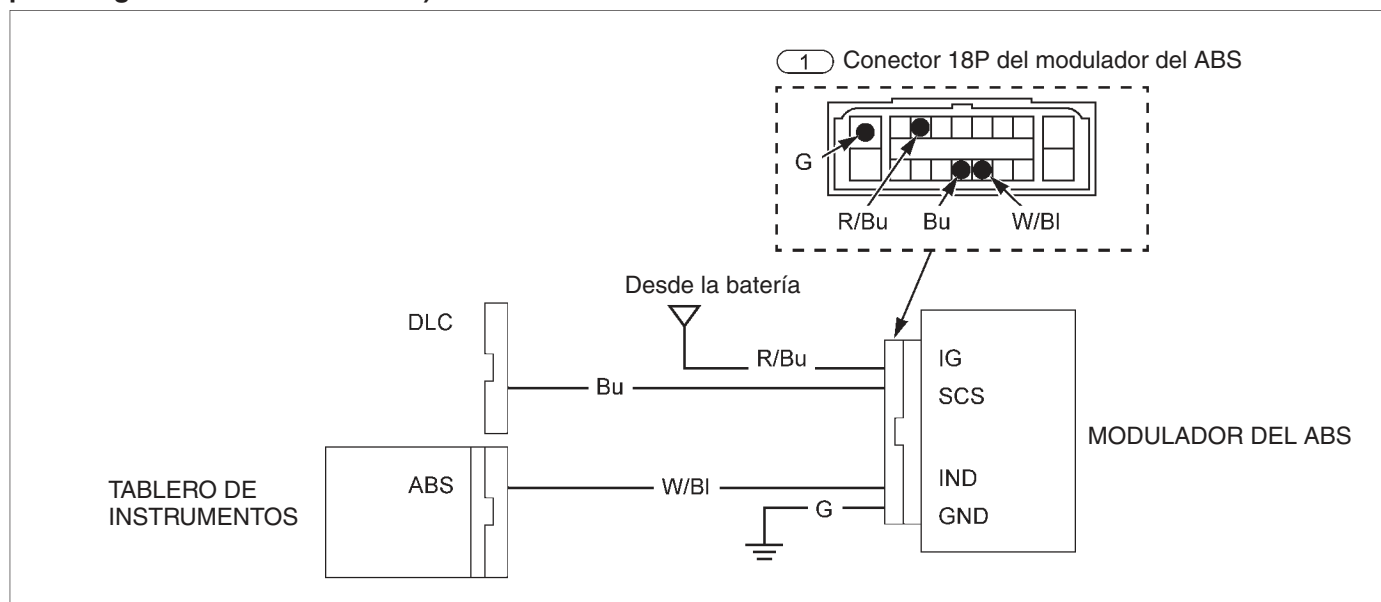 1 Conector 18P del modulador del ABS
G
R/Bu Bu W/Bl
Desde la batería
DLC
R/Bu
IG
Bu
SCS
MODULADOR DEL ABS
TABLERO DE
INSTRUMENTOS
ABS
W/Bl
IND
G
GND